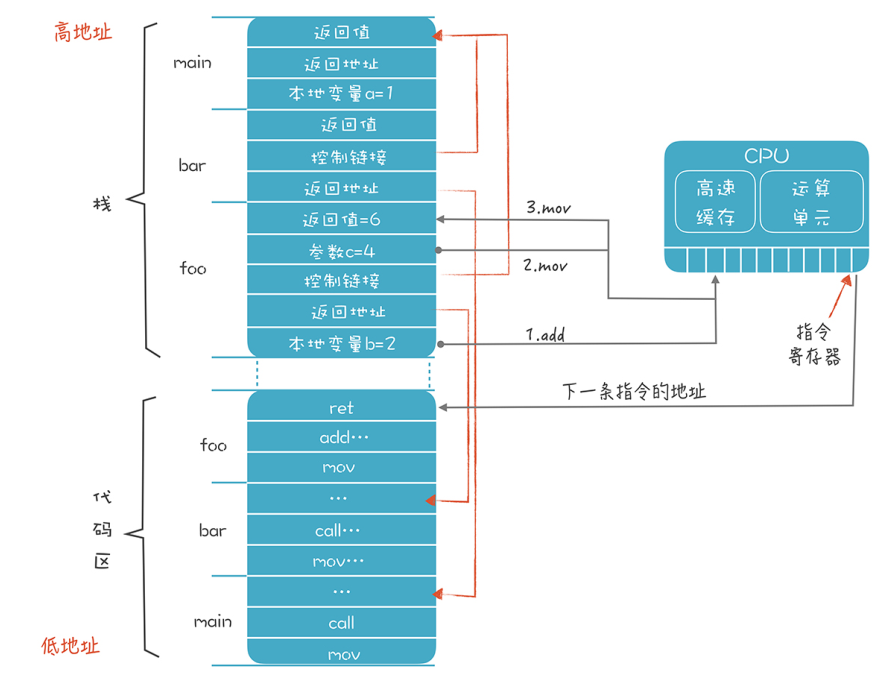 高地址
栈
main
返回值
返回地址
本地变量a=1
bar
返回值
控制链接
返回地址
foo
返回值=6
参数c=4
控制链接
返回地址
本地变量b=2
3.mov
2.mov
1.add
CPU
高速
缓存
运算
单元
指令
寄存器
下一条指令的地址
代
码
区
foo
ret
add…
mov
bar
…
call…
mov…
main
…
call
mov
低地址